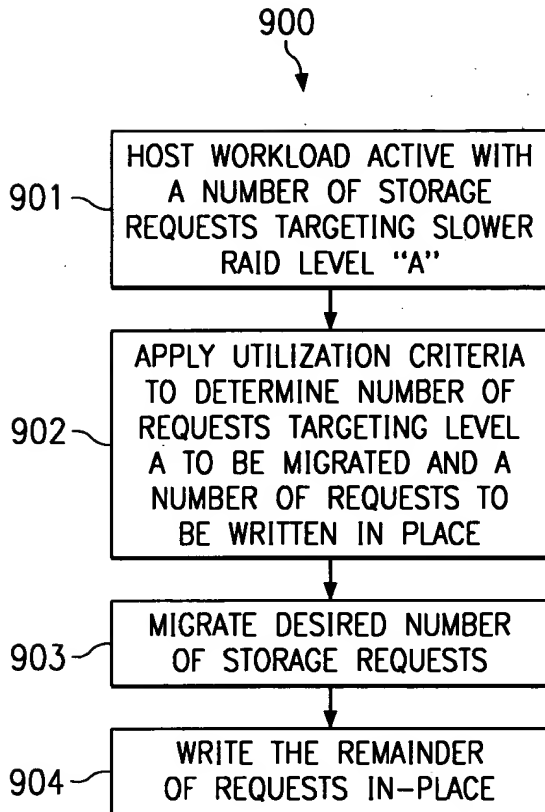 900
901
HOST WORKLOAD ACTIVE WITH
A NUMBER OF STORAGE
REQUESTS TARGETING SLOWER
RAID LEVEL "A"
902
APPLY UTILIZATION CRITERIA
TO DETERMINE NUMBER OF
REQUESTS TARGETING LEVEL
A TO BE MIGRATED AND A
NUMBER OF REQUESTS TO
BE WRITTEN IN PLACE
903
MIGRATE DESIRED NUMBER
OF STORAGE REQUESTS
904
WRITE THE REMAINDER
OF REQUESTS IN-PLACE